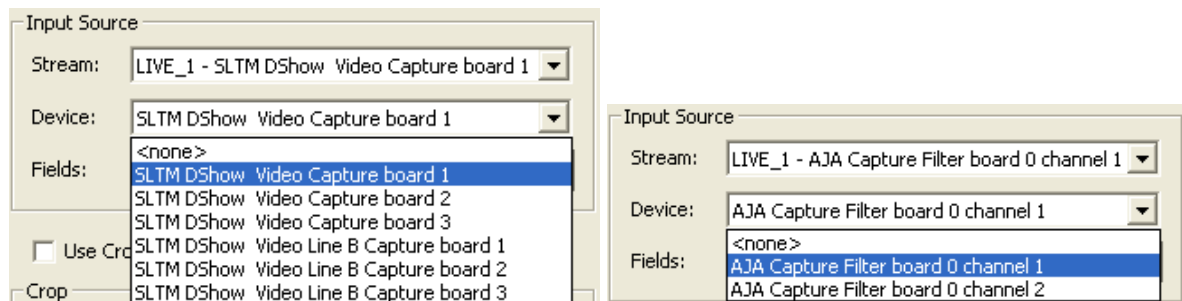 Input Source
Stream: LIVE_1 - SLTM DShow  Video Capture board 1
Device: SLTM DShow  Video Capture board 1
<none>
Fields:
SLTM DShow  Video Capture board 1
SLTM DShow  Video Capture board 2
SLTM DShow  Video Capture board 3
Use Cro
SLTM DShow  Video Line B Capture board 1
SLTM DShow  Video Line B Capture board 2
Crop
SLTM DShow  Video Line B Capture board 3
Input Source
Stream: LIVE_1 - AJA Capture Filter board 0 channel 1
Device: AJA Capture Filter board 0 channel 1
<none>
Fields:
AJA Capture Filter board 0 channel 1
AJA Capture Filter board 0 channel 2